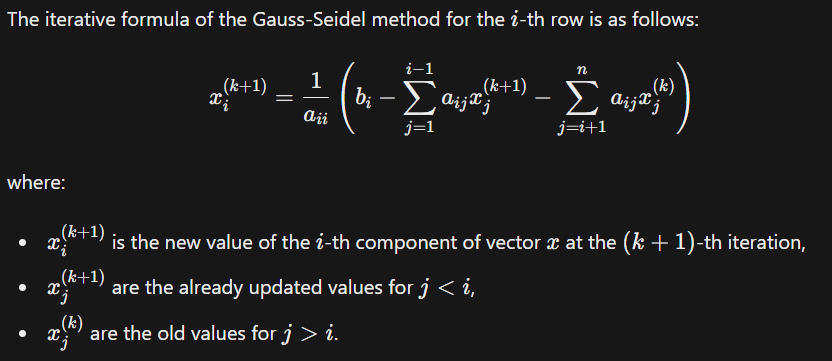 The iterative formula of the Gauss-Seidel method for the i-th row is as follows:
x_i^{(k+1)} = \frac{1}{a_{ii}} \left( b_i - \sum_{j=1}^{i-1} a_{ij} x_j^{(k+1)} - \sum_{j=i+1}^{n} a_{ij} x_j^{(k)} \right)
where:
• x_i^{(k+1)} is the new value of the i-th component of vector x at the (k + 1)-th iteration,
• x_j^{(k+1)} are the already updated values for j < i,
• x_j^{(k)} are the old values for j > i.